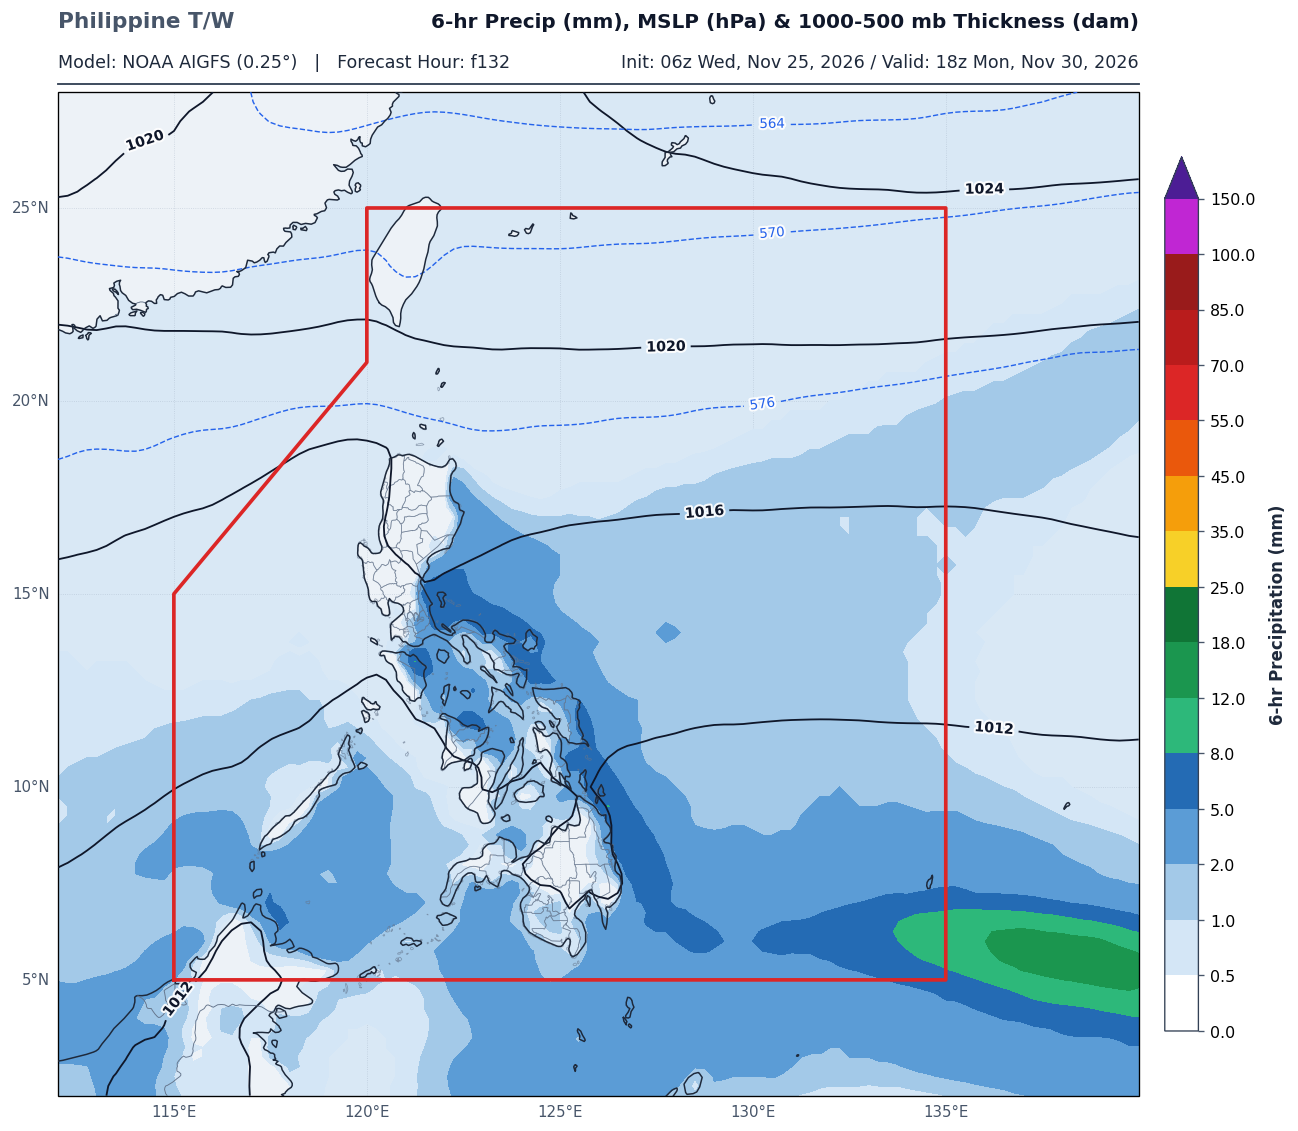 Philippine T/W
6-hr Precip (mm), MSLP (hPa) & 1000-500 mb Thickness (dam)
Model: NOAA AIGFS (0.25°) | Forecast Hour: f132
Init: 06z Wed, Nov 25, 2026 / Valid: 18z Mon, Nov 30, 2026
1020
564
1024
570
1020
576
1016
1012
1012
25°N
20°N
15°N
10°N
5°N
115°E
120°E
125°E
130°E
135°E
150.0
100.0
85.0
70.0
55.0
45.0
35.0
25.0
18.0
12.0
8.0
5.0
2.0
1.0
0.5
0.0
6-hr Precipitation (mm)